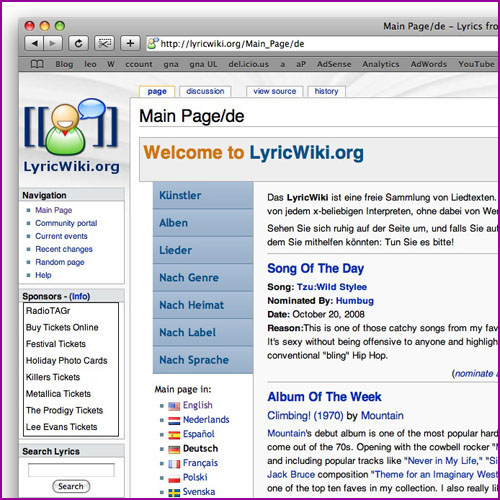 Main Page/de – Lyrics from
http://lyricwiki.org/Main_Page/de
Blog leo W ccount gna gna UL del.icio.us a aP AdSense Analytics AdWords YouTube
page discussion view source history
[[ ]]
LyricWiki.org
Main Page/de
Welcome to LyricWiki.org
Navigation
Main Page
Community portal
Current events
Recent changes
Random page
Help
Sponsors - (Info)
RadioTAGr
Buy Tickets Online
Festival Tickets
Holiday Photo Cards
Killers Tickets
Metallica Tickets
The Prodigy Tickets
Lee Evans Tickets
Search Lyrics
Search
Künstler
Alben
Lieder
Nach Genre
Nach Heimat
Nach Label
Nach Sprache
Main page in:
English
Nederlands
Español
Deutsch
Français
Polski
Svenska
Das LyricWiki ist eine freie Sammung von Liedtexten.
von jedem x-beliebigen Interpreten, ohne dabei von We
Sehen Sie sich ruhig auf der Seite um, und falls Sie auf
dem Sie mithelfen könnten: Tun Sie es bitte!
Song Of The Day
Song: Tzu:Wild Stylee
Nominated By: Humbug
Date: October 20, 2008
Reason:This is one of those catchy songs from my fav
It's sexy without being offensive to anyone and highligh
conventional "bling" Hip Hop.
(nominate
Album Of The Week
Climbing! (1970) by Mountain
Mountain's debut album is one of the most popular hard
come out of the 70s. Opening with the cowbell rocker "M
and including popular tracks like "Never in My Life," "Si
Jack Bruce composition "Theme for an Imaginary West
one of the top ten faves in my collection. I also really lik